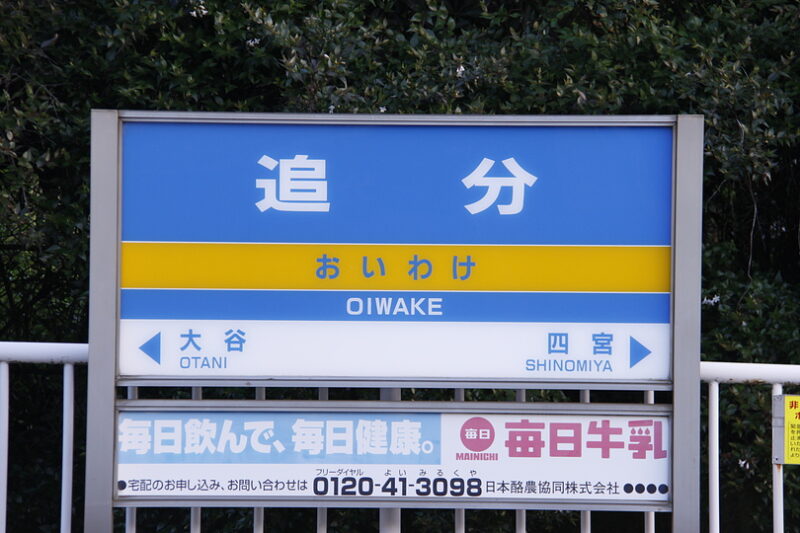 追分
おいわけ
OIWAKE
大谷
OTANI
四宮
SHINOMIYA
毎日飲んで、毎日健康。
毎日
MAINICHI
毎日牛乳
フリーダイヤル よいみるくや
●宅配のお申し込み、お問い合わせは 0120-41-3098 日本酪農協同株式会社 ●●●●